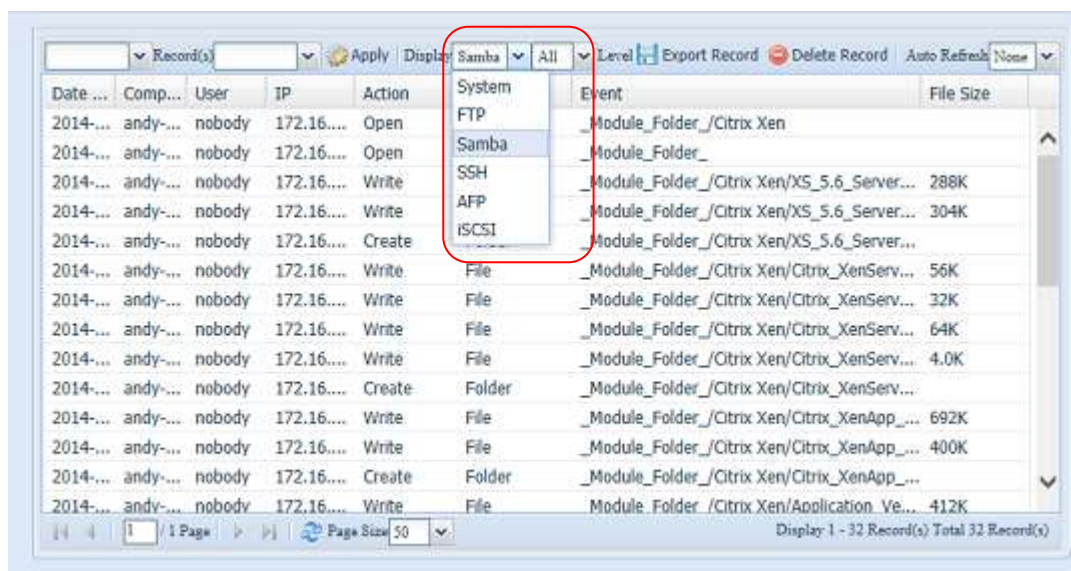 Record(s) Apply Display Samba All Level Export Record Delete Record Auto Refresh None
Date ... Comp... User IP Action Event File Size
System
FTP
Samba
SSH
AFP
iSCSI
2014-... andy-... nobody 172.16.... Open _Module_Folder_/Citrix Xen
2014-... andy-... nobody 172.16.... Open _Module_Folder_
2014-... andy-... nobody 172.16.... Write _Module_Folder_/Citrix Xen/XS_5.6_Server... 288K
2014-... andy-... nobody 172.16.... Write _Module_Folder_/Citrix Xen/XS_5.6_Server... 304K
2014-... andy-... nobody 172.16.... Create _Module_Folder_/Citrix Xen/XS_5.6_Server...
2014-... andy-... nobody 172.16.... Write File _Module_Folder_/Citrix Xen/Citrix_XenServ... 56K
2014-... andy-... nobody 172.16.... Write File _Module_Folder_/Citrix Xen/Citrix_XenServ... 32K
2014-... andy-... nobody 172.16.... Write File _Module_Folder_/Citrix Xen/Citrix_XenServ... 64K
2014-... andy-... nobody 172.16.... Write File _Module_Folder_/Citrix Xen/Citrix_XenServ... 4.0K
2014-... andy-... nobody 172.16.... Create Folder _Module_Folder_/Citrix Xen/Citrix_XenServ...
2014-... andy-... nobody 172.16.... Write File _Module_Folder_/Citrix Xen/Citrix_XenApp_... 692K
2014-... andy-... nobody 172.16.... Write File _Module_Folder_/Citrix Xen/Citrix_XenApp_... 400K
2014-... andy-... nobody 172.16.... Create Folder _Module_Folder_/Citrix Xen/Citrix_XenApp_...
2014-... andy-... nobody 172.16.... Write File _Module_Folder_/Citrix Xen/Application_Ve... 412K
1 / 1 Page Page Size 50 Display 1 - 32 Record(s) Total 32 Record(s)